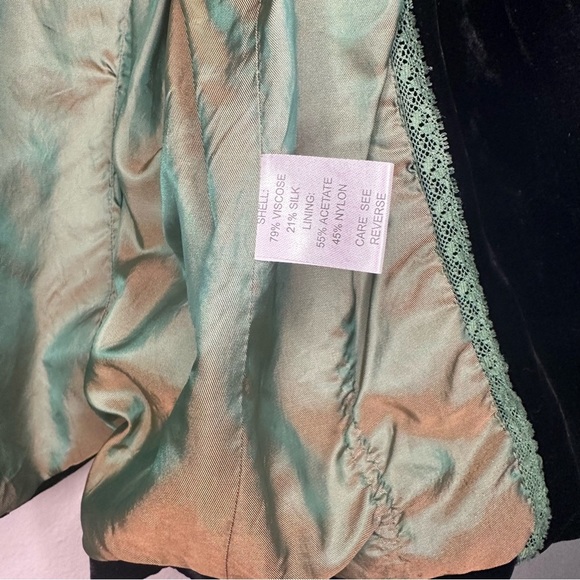 SHELL:
79% VISCOSE
21% SILK
LINING:
55% ACETATE
45% NYLON
CARE SEE
REVERSE